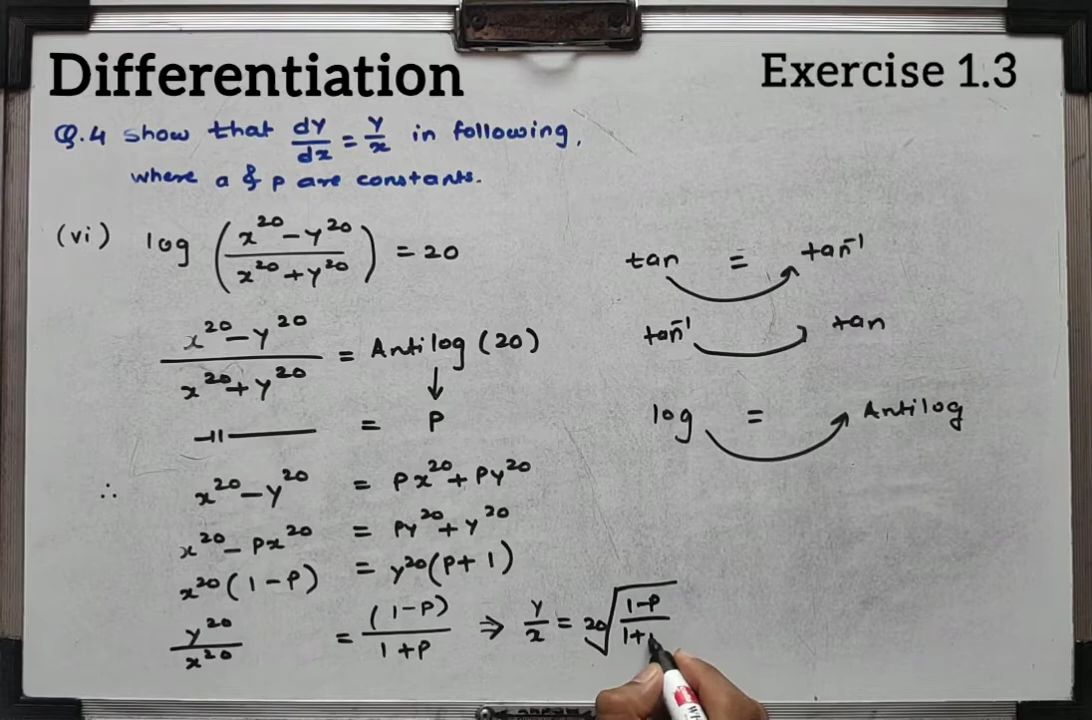 Differentiation
Exercise 1.3
Q.4 show that dy/dx = y/x in following,
where a & p are constants.
(vi) log ( (x^20 - y^20) / (x^20 + y^20) ) = 20
(x^20 - y^20) / (x^20 + y^20) = Antilog (20)
↓
-11- = P
∴ x^20 - y^20 = Px^20 + Py^20
x^20 - Px^20 = Py^20 + y^20
x^20 (1 - P) = y^20 (P + 1)
y^20 / x^20 = (1 - P) / 1 + P ⇒ y/x = 20√(1-P / 1+
tan = tan^-1
tan^-1 tan
log = Antilog